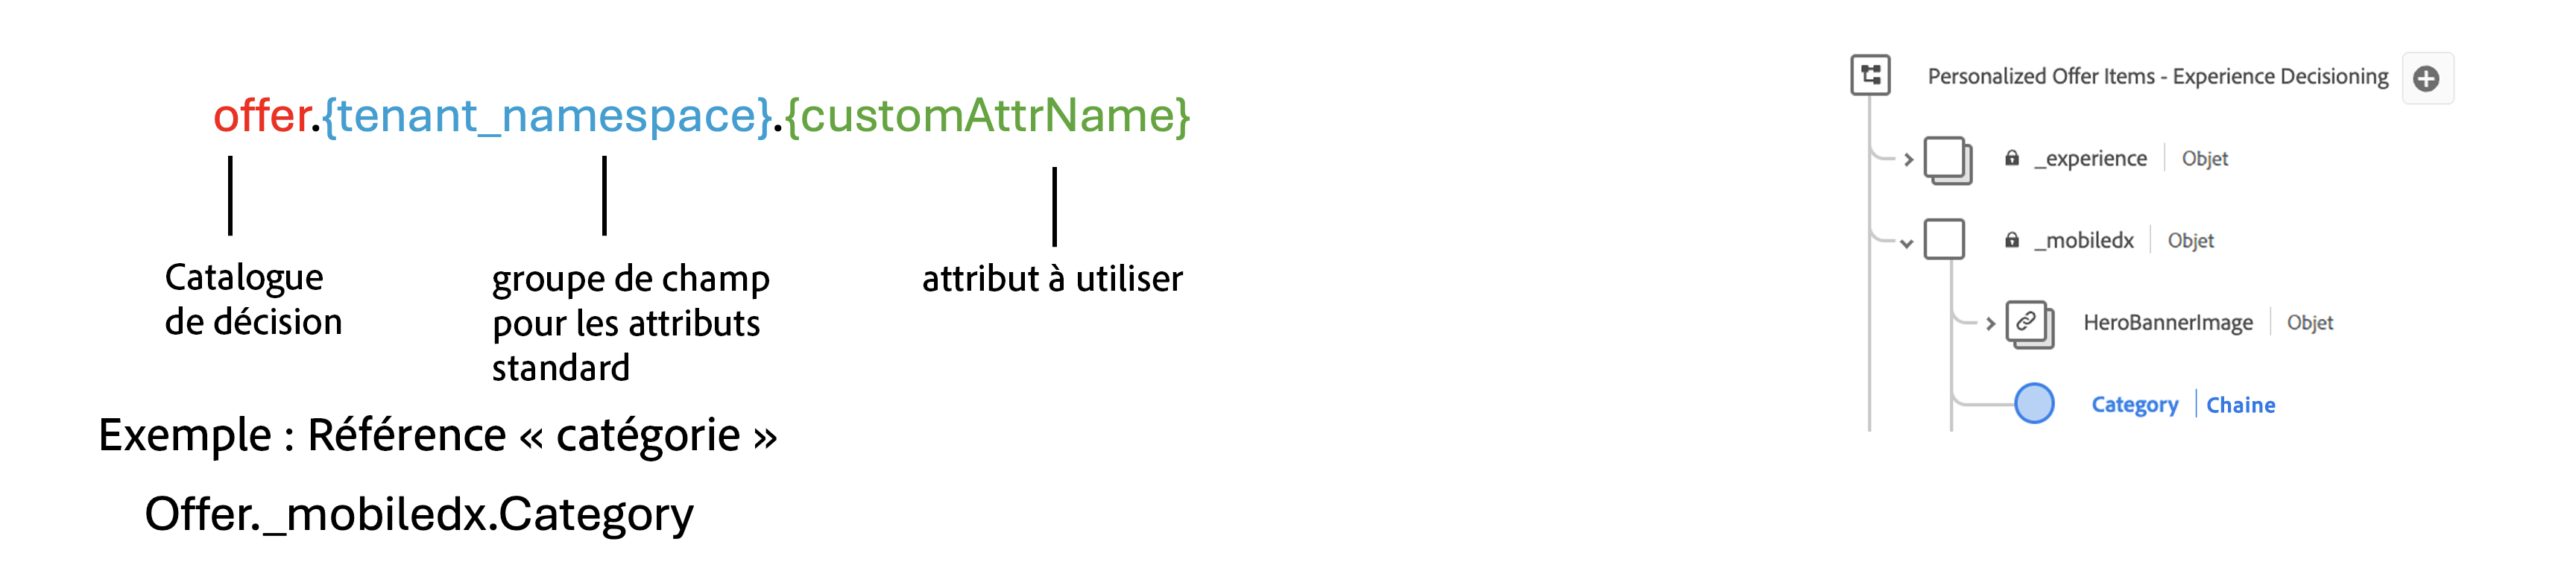 offer.{tenant_namespace}.{customAttrName}
Catalogue
de décision
groupe de champ
pour les attributs
standard
attribut à utiliser
Exemple : Référence « catégorie »
Offer._mobiledx.Category
Personalized Offer Items - Experience Decisioning
_experience Objet
_mobiledx Objet
HeroBannerImage Objet
Category Chaine